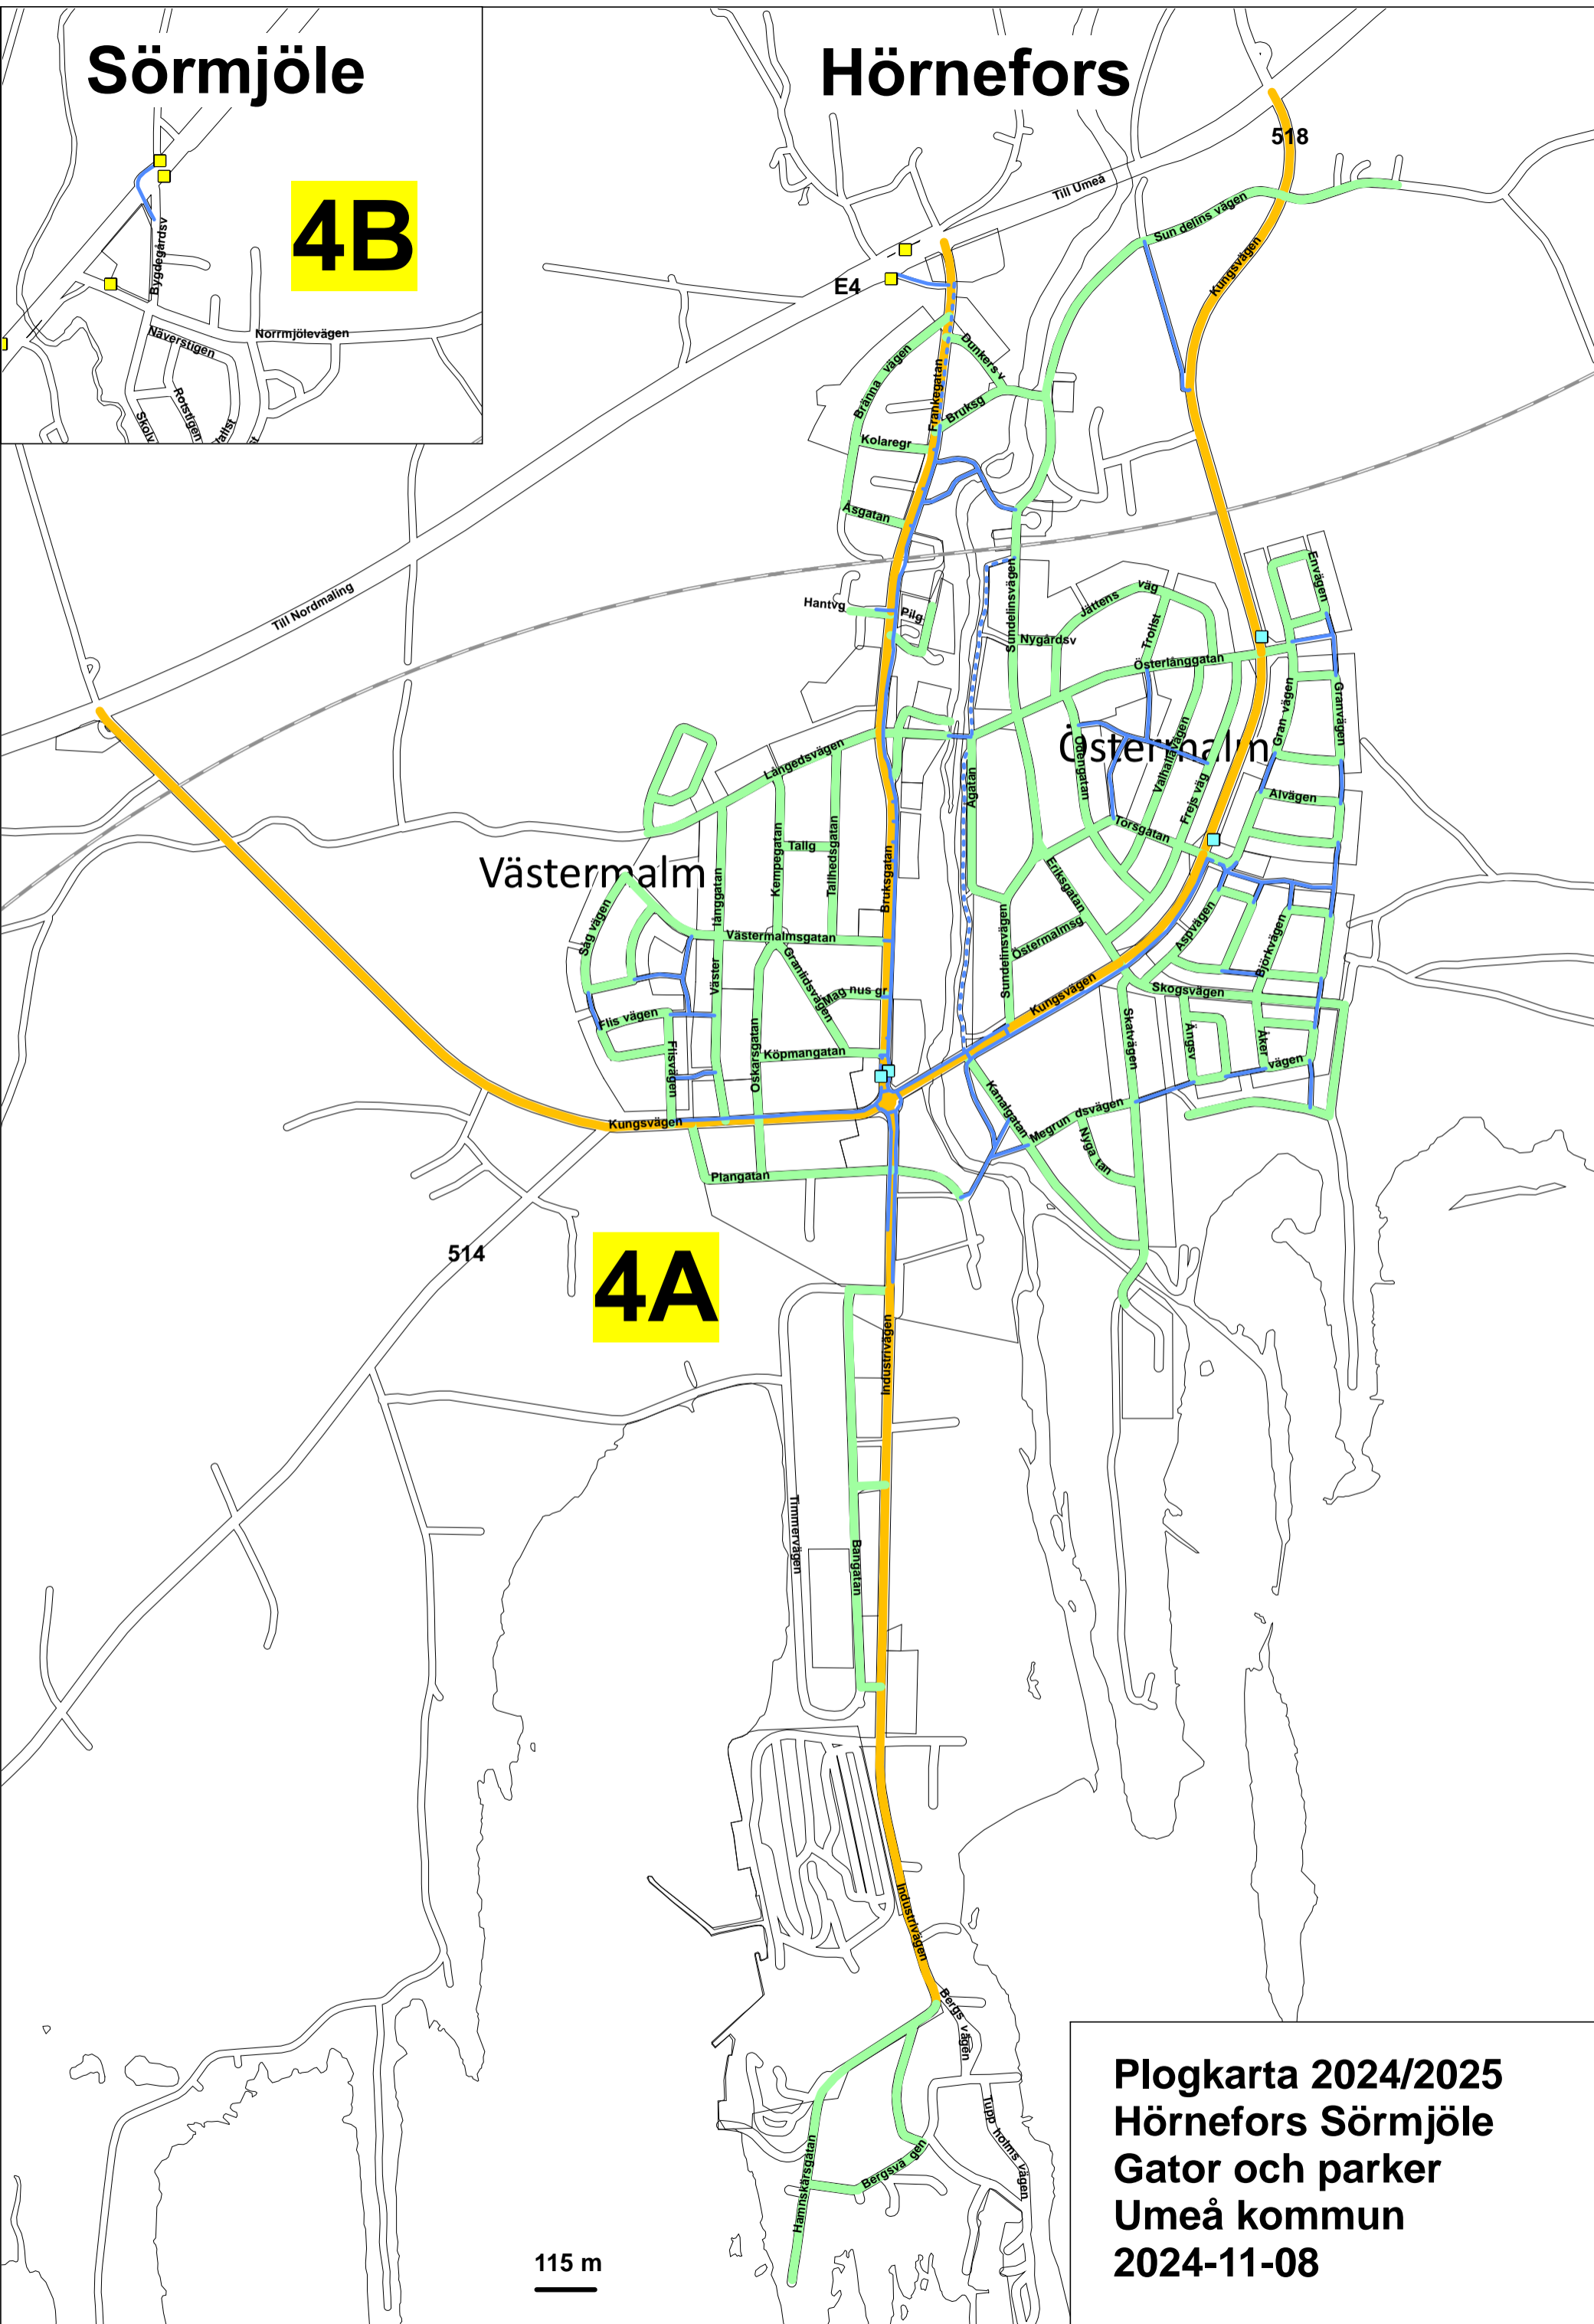 Sörmjöle
Hörnefors
518
Till Umeå
4B
Sun delins vägen
Bygdegårdsv
Kungsvägen
E4
Näverstigen
Norrmjölevägen
Dunkers v
Bränna vägen
Frankegatan
Rotstigen
Bruksg
Skolv
Kolaregr
Åsgatan
Envägen
Till Nordmaling
Hantvg
Pilg
Jättens väg
Sundelinsvägen
Nygårdsv
Trollst
Österlånggatan
Gran vägen
Granvägen
Långedsvägen
Östermalm
Odengatan
Valhallavägen
Ågatan
Frejs väg
Alvägen
Torsgatan
Västermalm
Kempegatan
Tallg
Tallhedsgatan
Bruksgatan
Eriksgatan
långgatan
Såg vägen
Västermalmsgatan
Östermalmsg
Sundelinsvägen
Aspvägen
Björkvägen
Väster
Granlidsvägen
Mag nus gr
Kungsvägen
Skogsvägen
Flis vägen
Flisvägen
Oskarsgatan
Köpmangatan
Skatvägen
Ängsv
Åker
vägen
Kungsvägen
Kanalgatan
Megrun dsvägen
Nyga tan
Plangatan
514
4A
Industrivägen
Timmervägen
Bangatan
Industrivägen
Bergs vägen
Tupp holms vägen
Bergsvä gen
Hamnskärsgatan
115 m
Plogkarta 2024/2025
Hörnefors Sörmjöle
Gator och parker
Umeå kommun
2024-11-08